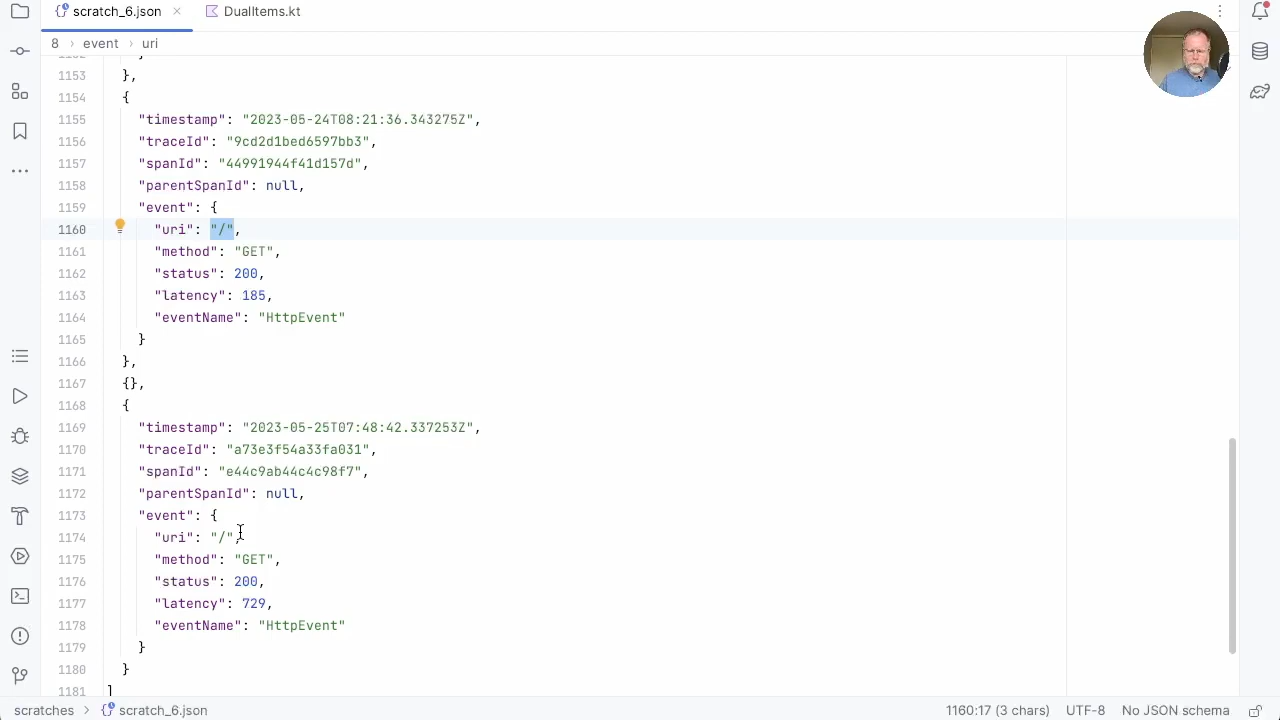 scratch_6.json
DualItems.kt
8 › event › uri
1153 },
1154 {
1155 "timestamp": "2023-05-24T08:21:36.343275Z",
1156 "traceId": "9cd2d1bed6597bb3",
1157 "spanId": "44991944f41d157d",
1158 "parentSpanId": null,
1159 "event": {
1160 "uri": "/",
1161 "method": "GET",
1162 "status": 200,
1163 "latency": 185,
1164 "eventName": "HttpEvent"
1165 }
1166 },
1167 {},
1168 {
1169 "timestamp": "2023-05-25T07:48:42.337253Z",
1170 "traceId": "a73e3f54a33fa031",
1171 "spanId": "e44c9ab44c4c98f7",
1172 "parentSpanId": null,
1173 "event": {
1174 "uri": "/",
1175 "method": "GET",
1176 "status": 200,
1177 "latency": 729,
1178 "eventName": "HttpEvent"
1179 }
1180 }
1181 ]
scratches › scratch_6.json 1160:17 (3 chars) UTF-8 No JSON schema